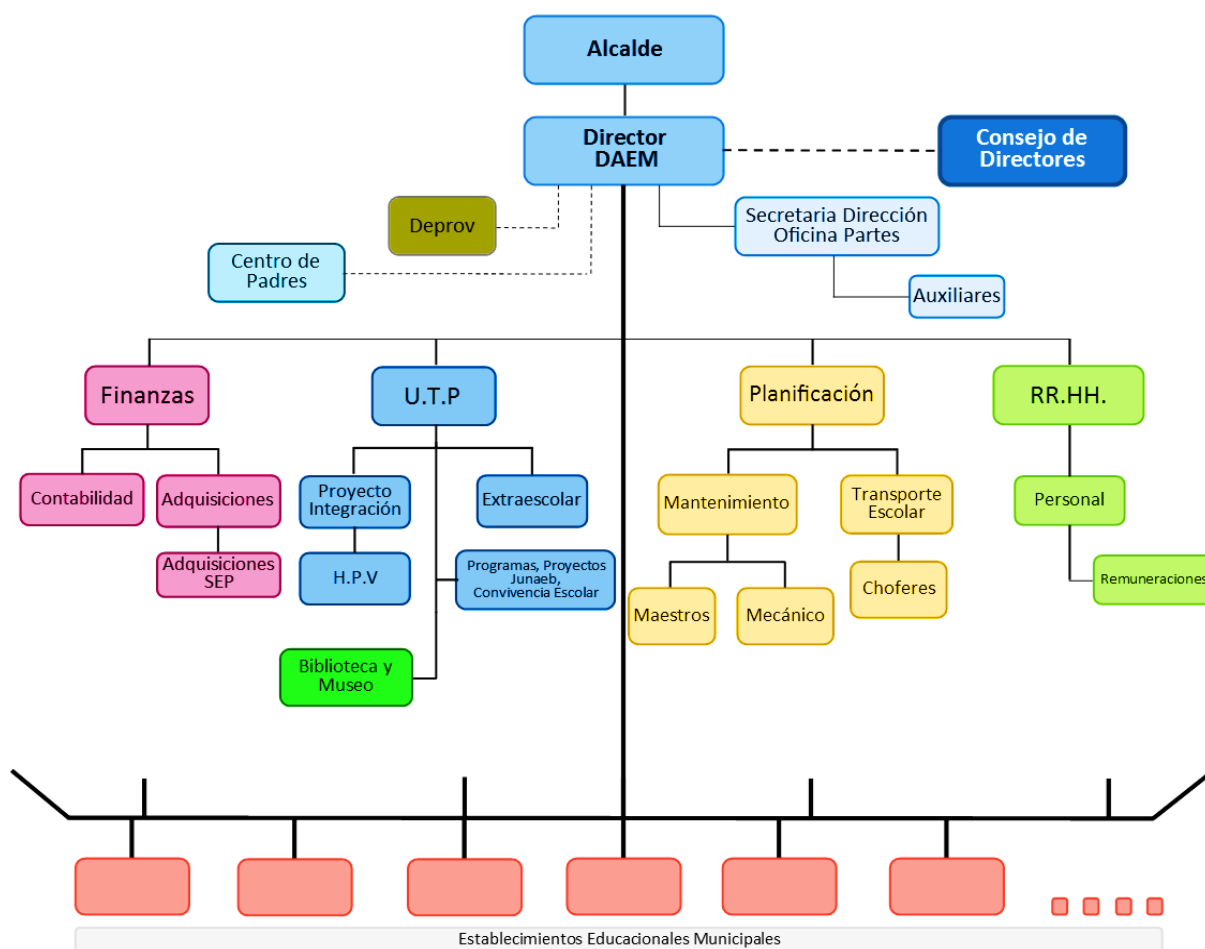 Alcalde
Director
DAEM
Consejo de
Directores
Deprov
Secretaria Dirección
Oficina Partes
Centro de
Padres
Auxiliares
Finanzas
U.T.P
Planificación
RR.HH.
Contabilidad
Adquisiciones
Proyecto
Integración
Extraescolar
Mantenimiento
Transporte
Escolar
Personal
Adquisiciones
SEP
H.P.V
Programas, Proyectos
Junaeb,
Convivencia Escolar
Maestros
Mecánico
Choferes
Remuneraciones
Biblioteca y
Museo
Establecimientos Educacionales Municipales